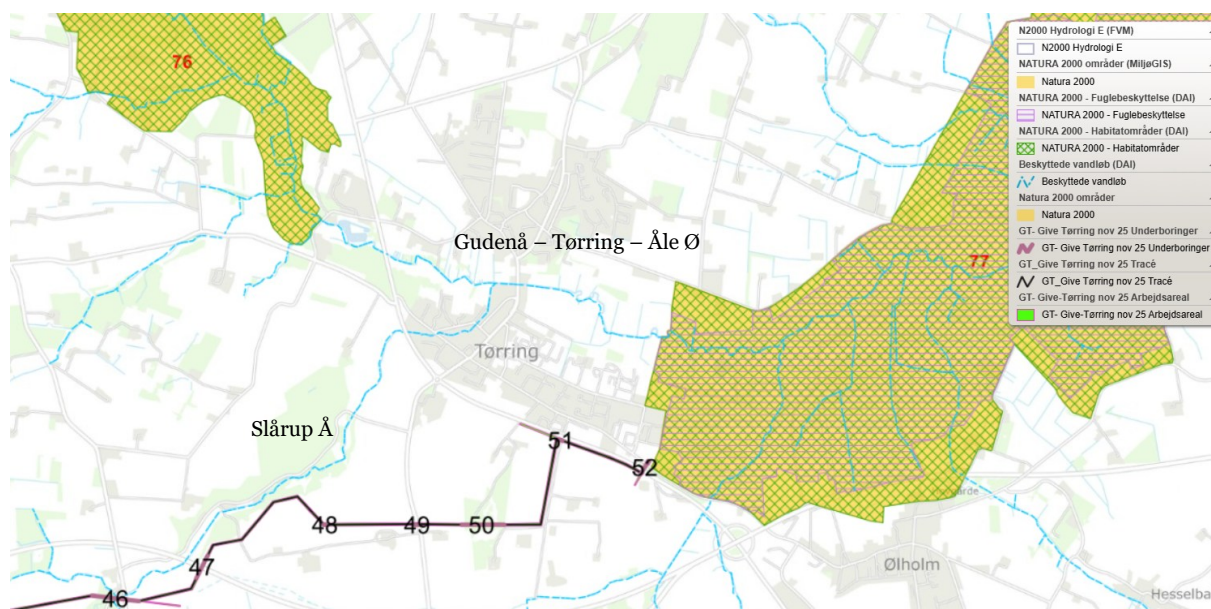 76
Gudenå – Tørring – Åle Ø
77
Tørring
Slårup Å
51
52
48
49
50
47
46
Ølholm
N2000 Hydrologi E (FVM)
N2000 Hydrologi E
NATURA 2000 områder (MiljøGIS)
Natura 2000
NATURA 2000 - Fuglebeskyttelse (DAI)
NATURA 2000 - Fuglebeskyttelse
NATURA 2000 - Habitatområder (DAI)
NATURA 2000 - Habitatområder
Beskyttede vandløb (DAI)
Beskyttede vandløb
Natura 2000 områder
Natura 2000
GT- Give Tørring nov 25 Underboringer
GT- Give Tørring nov 25 Underboringer
GT_Give Tørring nov 25 Tracé
GT_Give Tørring nov 25 Tracé
GT- Give-Tørring nov 25 Arbejdsareal
GT- Give-Tørring nov 25 Arbejdsareal
Hesselba